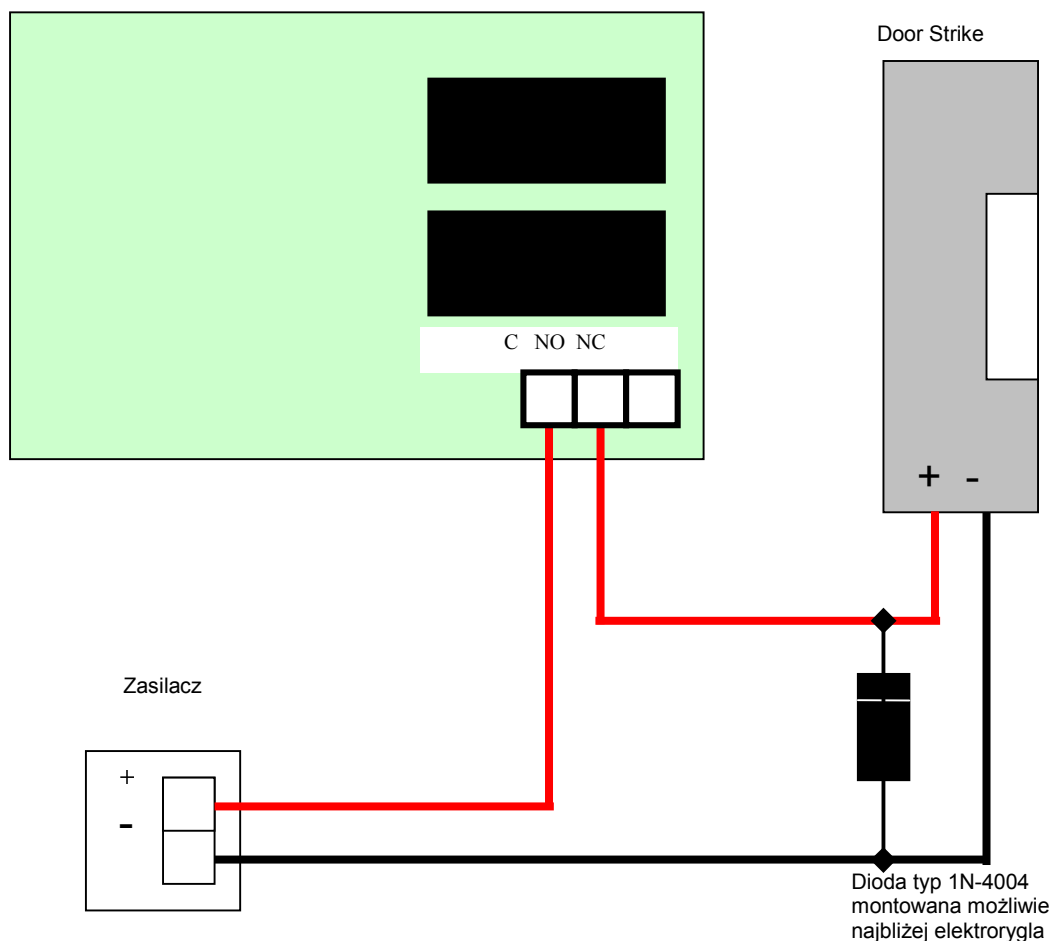 Door Strike
C NO NC
+ -
Zasilacz
+
-
Dioda typ 1N-4004
montowana możliwie
najbliżej elektrorygla